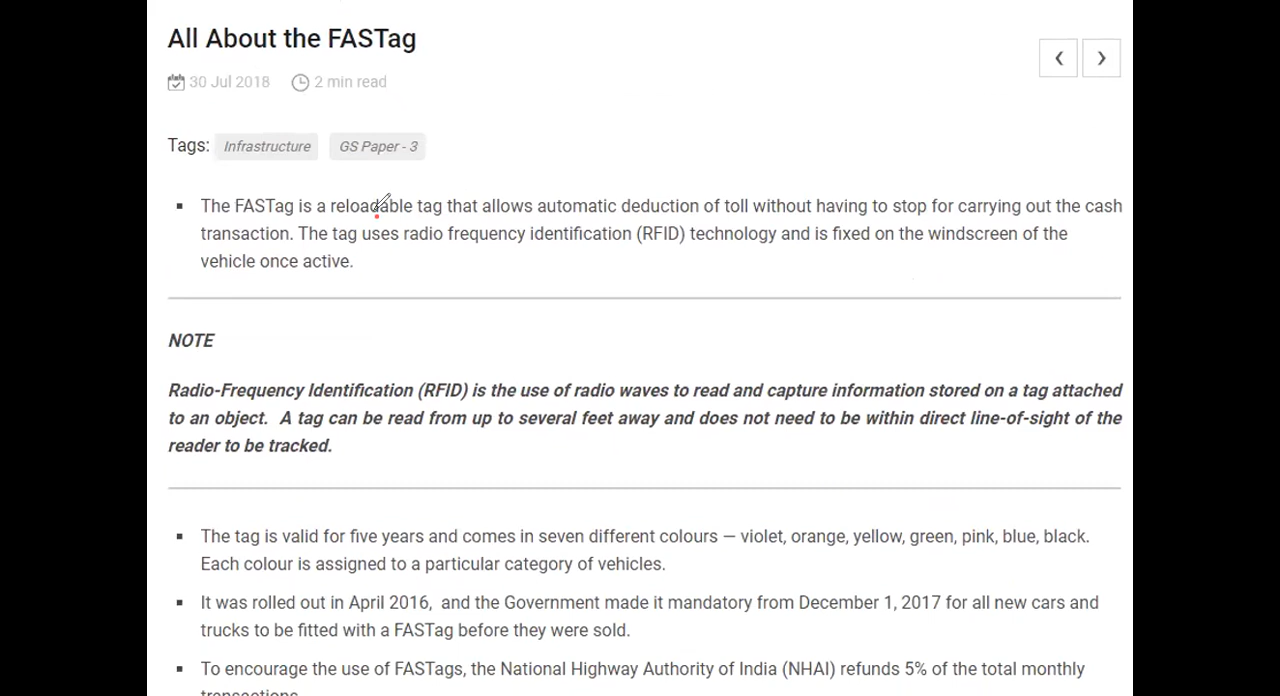 All About the FASTag
30 Jul 2018 2 min read
Tags: Infrastructure GS Paper - 3
The FASTag is a reloadable tag that allows automatic deduction of toll without having to stop for carrying out the cash
transaction. The tag uses radio frequency identification (RFID) technology and is fixed on the windscreen of the
vehicle once active.
NOTE
Radio-Frequency Identification (RFID) is the use of radio waves to read and capture information stored on a tag attached
to an object. A tag can be read from up to several feet away and does not need to be within direct line-of-sight of the
reader to be tracked.
The tag is valid for five years and comes in seven different colours — violet, orange, yellow, green, pink, blue, black.
Each colour is assigned to a particular category of vehicles.
It was rolled out in April 2016, and the Government made it mandatory from December 1, 2017 for all new cars and
trucks to be fitted with a FASTag before they were sold.
To encourage the use of FASTags, the National Highway Authority of India (NHAI) refunds 5% of the total monthly
transactions.